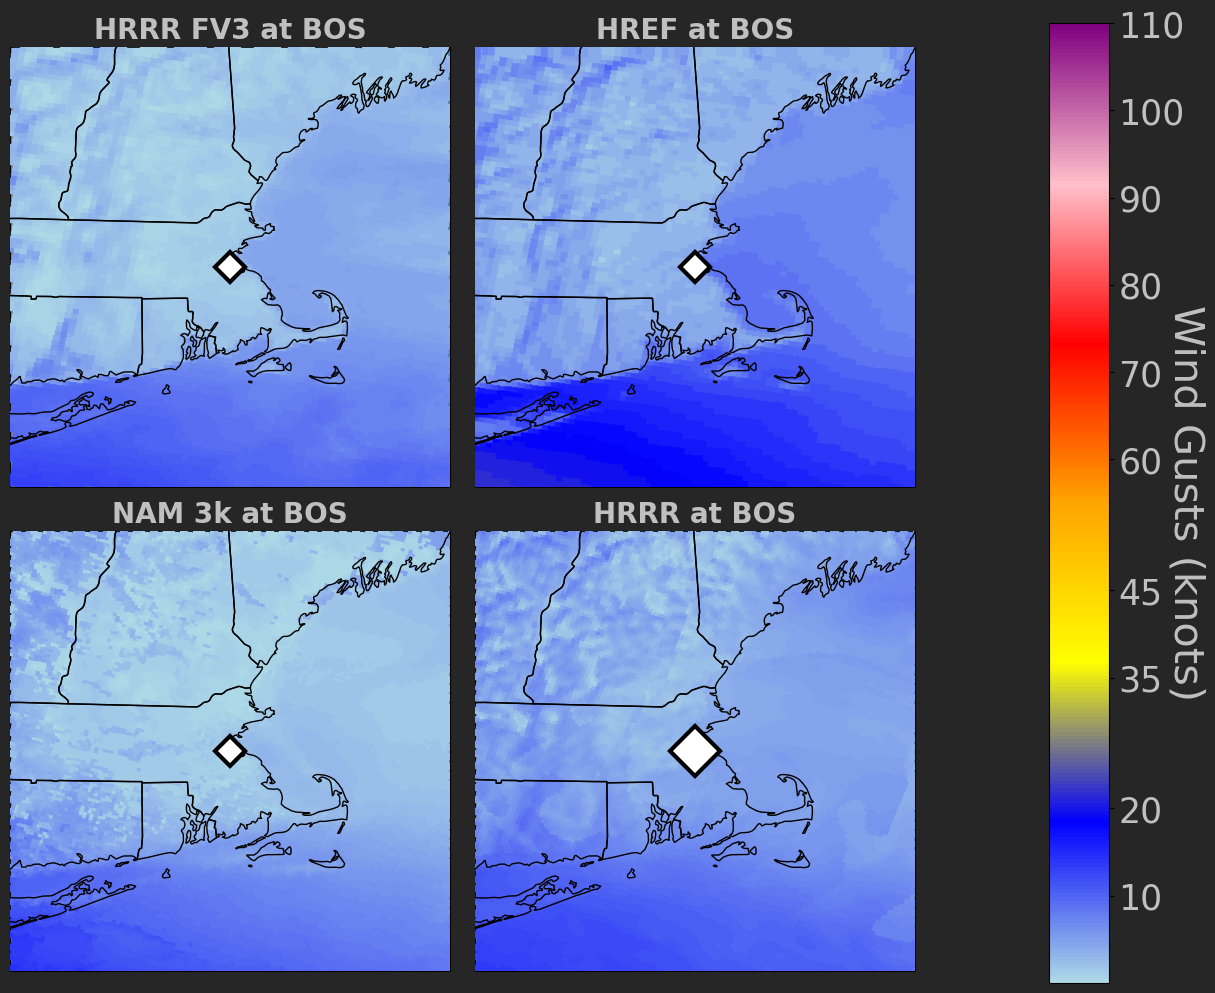 HRRR FV3 at BOS
HREF at BOS
NAM 3k at BOS
HRRR at BOS
110
100
90
80
70
60
45
35
20
10
Wind Gusts (knots)